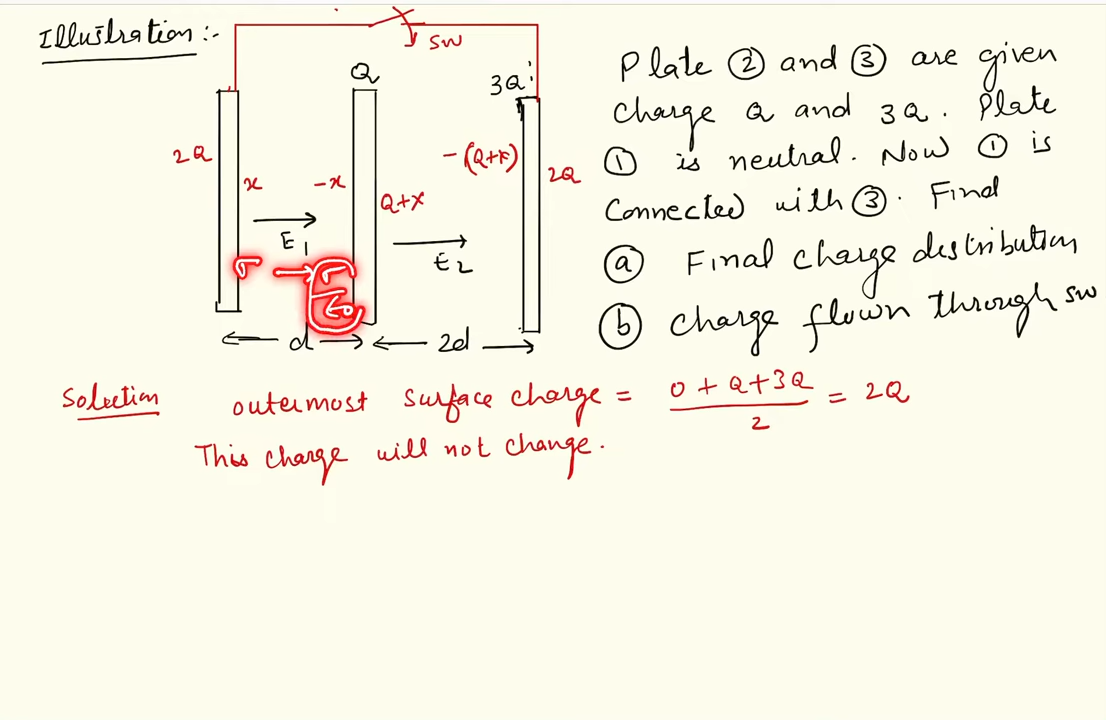 Illustration :-
SW
Q
3Q
Plate ② and ③ are given
charge Q and 3Q. Plate
① is neutral. Now ① is
Connected with ③. Final
ⓐ Final charge distribution
ⓑ charge flown through sw
2Q
x
-x
Q+x
-(Q+x)
2Q
E1
E2
σ
σ/ε0
d
2d
Solution
outermost surface charge = 0 + Q + 3Q / 2 = 2Q
This charge will not change.